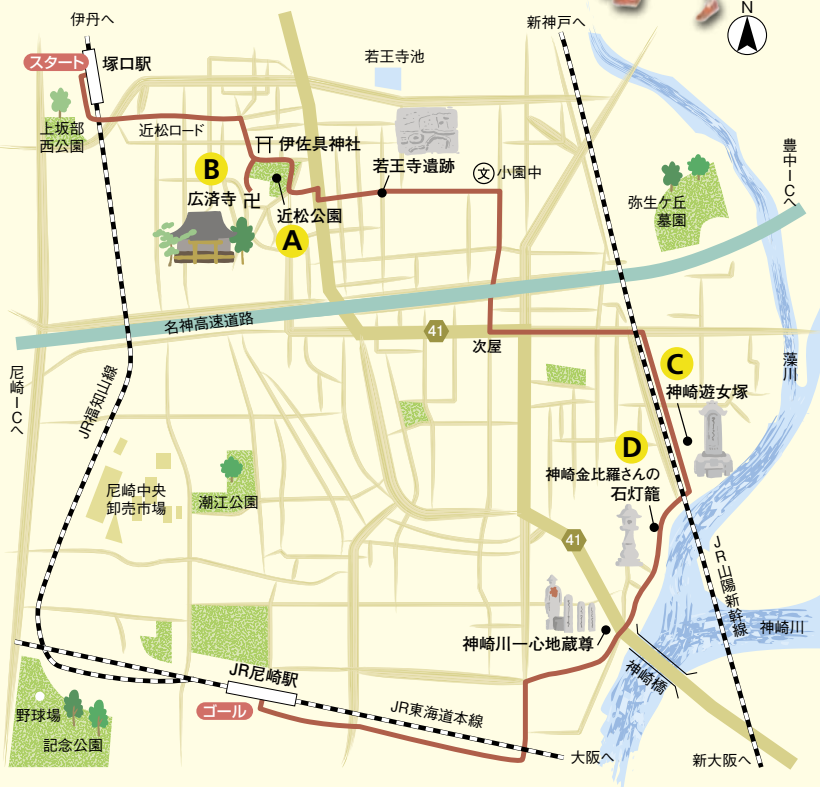 伊丹へ
新神戸へ
N
スタート
塚口駅
若王寺池
上坂部
西公園
近松ロード
伊佐具神社
若王寺遺跡
文
小園中
豊中ICへ
B
広済寺
卍
近松公園
A
弥生ケ丘
墓園
名神高速道路
41
次屋
藻川
尼崎ICへ
JR福知山線
C
神崎遊女塚
D
神崎金比羅さんの
石灯籠
尼崎中央
卸売市場
潮江公園
41
JR山陽新幹線
神崎川
神崎川一心地蔵尊
神崎橋
JR尼崎駅
ゴール
JR東海道本線
野球場
記念公園
大阪へ
新大阪へ